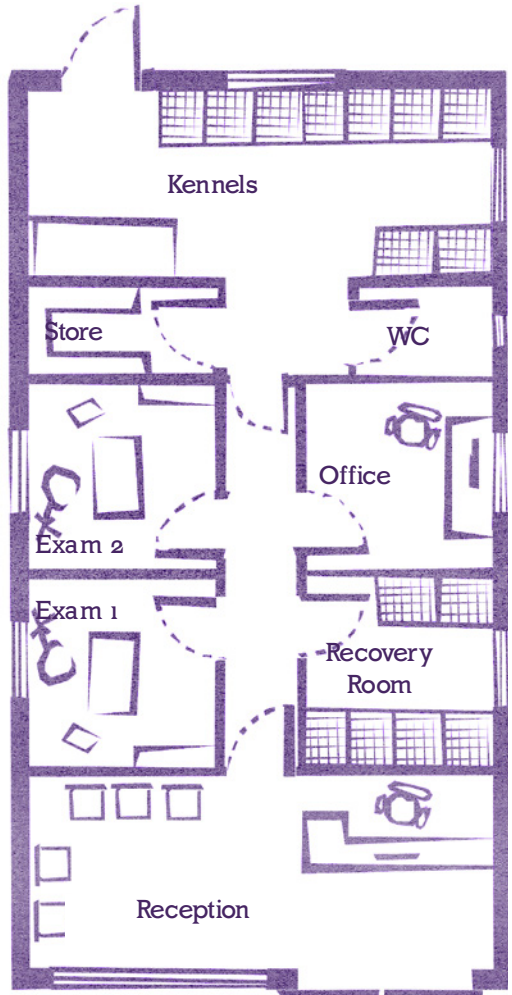 Kennels
Store
WC
Office
Exam 2
Exam 1
Recovery
Room
Reception